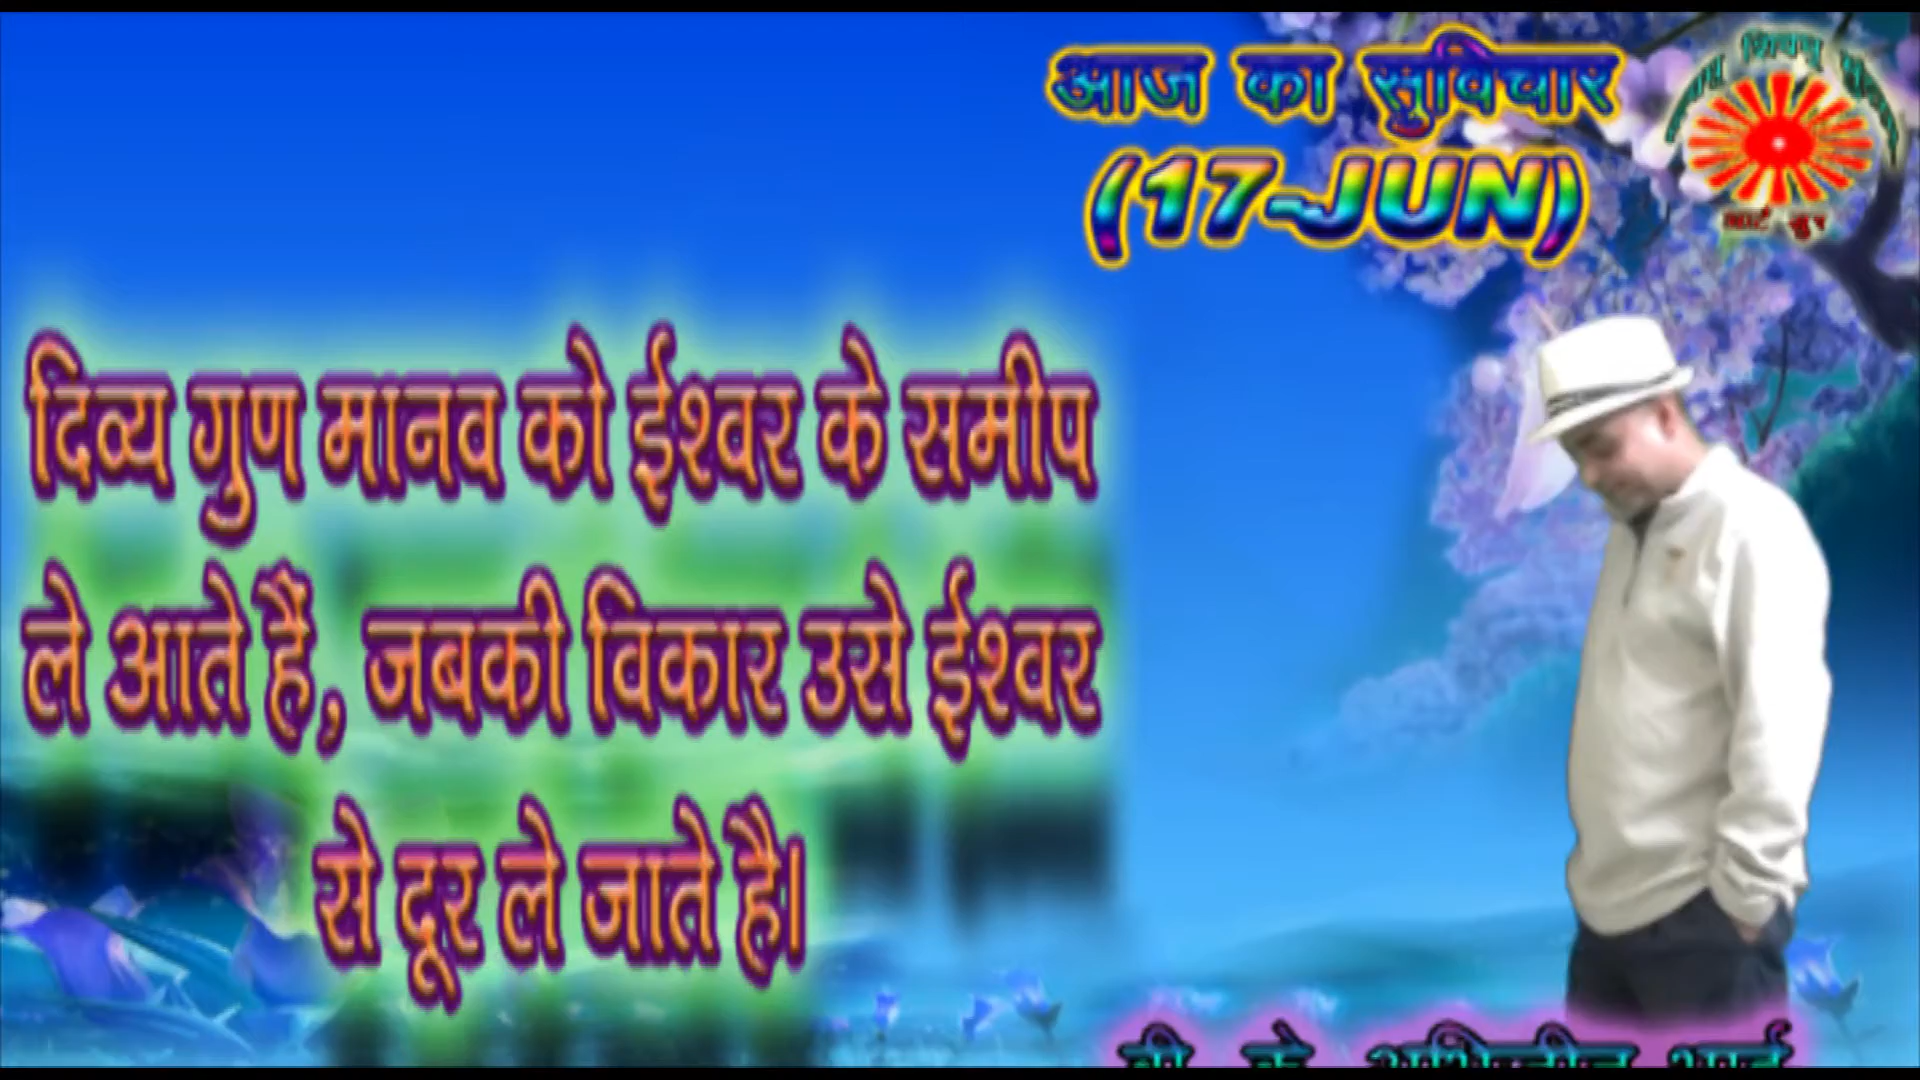 आज का सुविचार
(17-JUN)
दिव्य गुण मानव को ईश्वर के समीप
ले आते हैं, जबकी विकार उसे ईश्वर
से दूर ले जाते है।